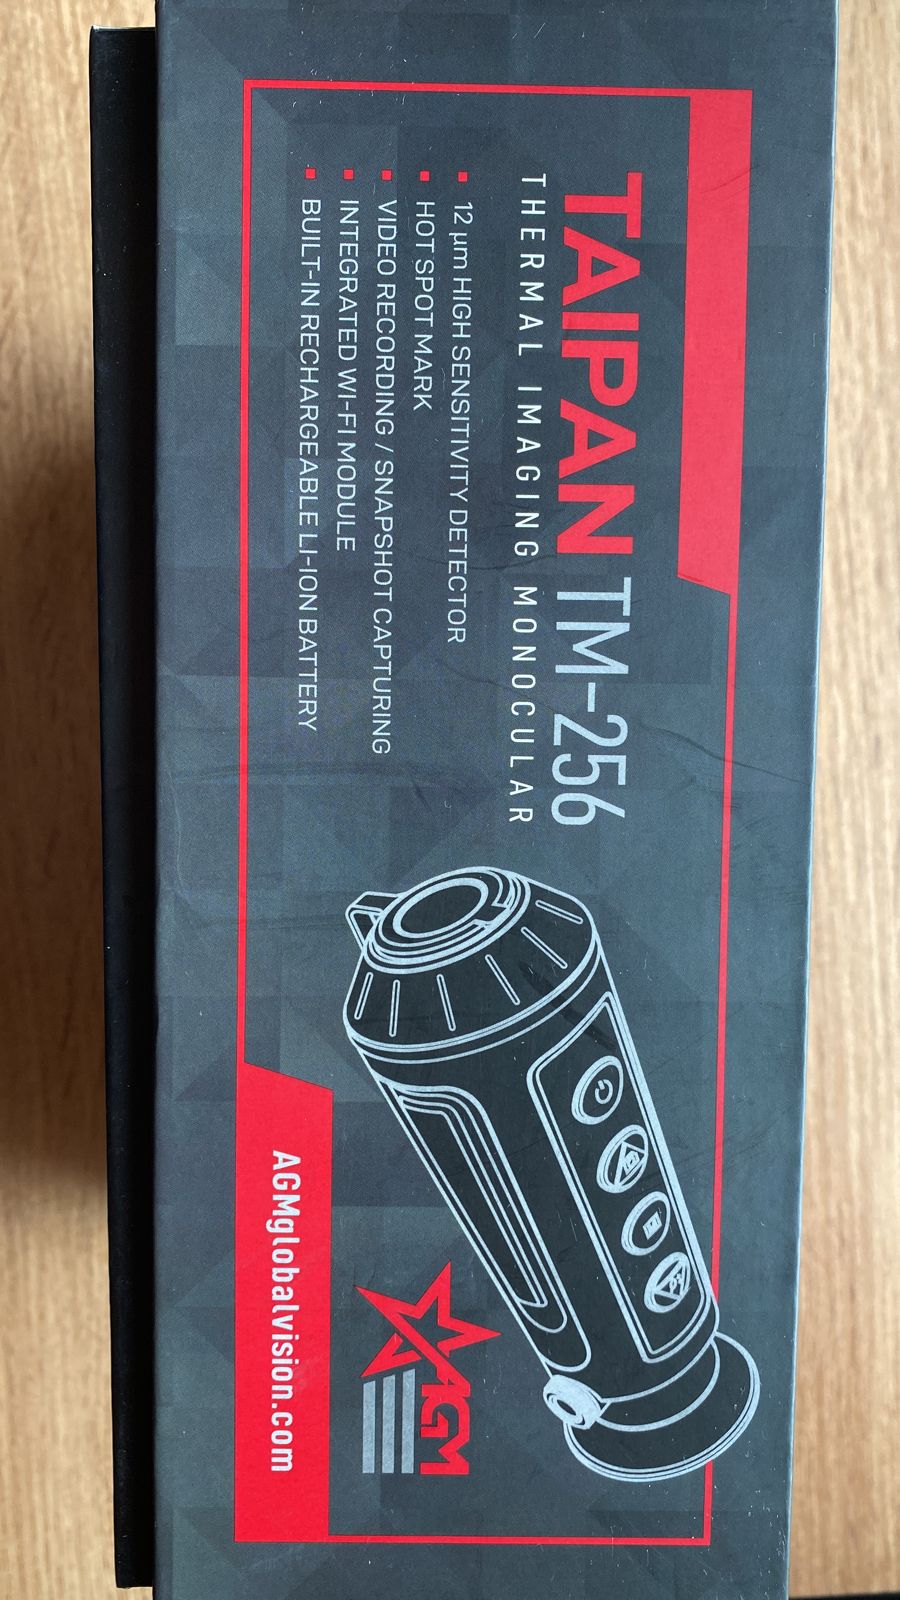 TAIPAN TM-256
THERMAL IMAGING MONOCULAR
12 µm HIGH SENSITIVITY DETECTOR
HOT SPOT MARK
VIDEO RECORDING / SNAPSHOT CAPTURING
INTEGRATED WI-FI MODULE
BUILT-IN RECHARGEABLE LI-ION BATTERY
AGM
AGMglobalvision.com